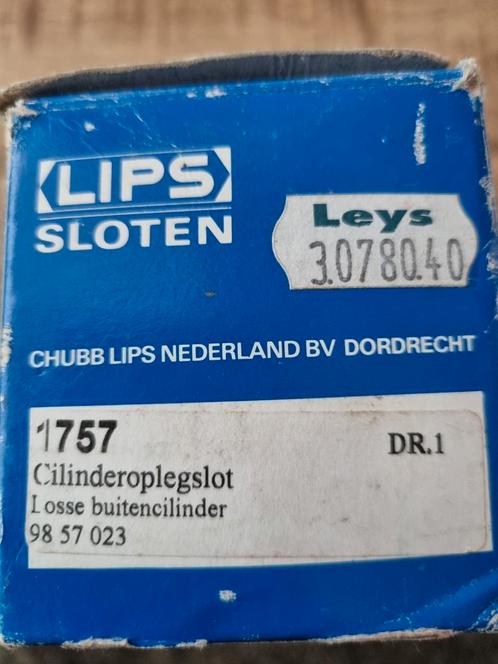 LIPS
SLOTEN
Leys
3.0780.40
CHUBB LIPS NEDERLAND BV DORDRECHT
1757 DR.1
Cilinderoplegslot
Losse buitencilinder
98 57 023